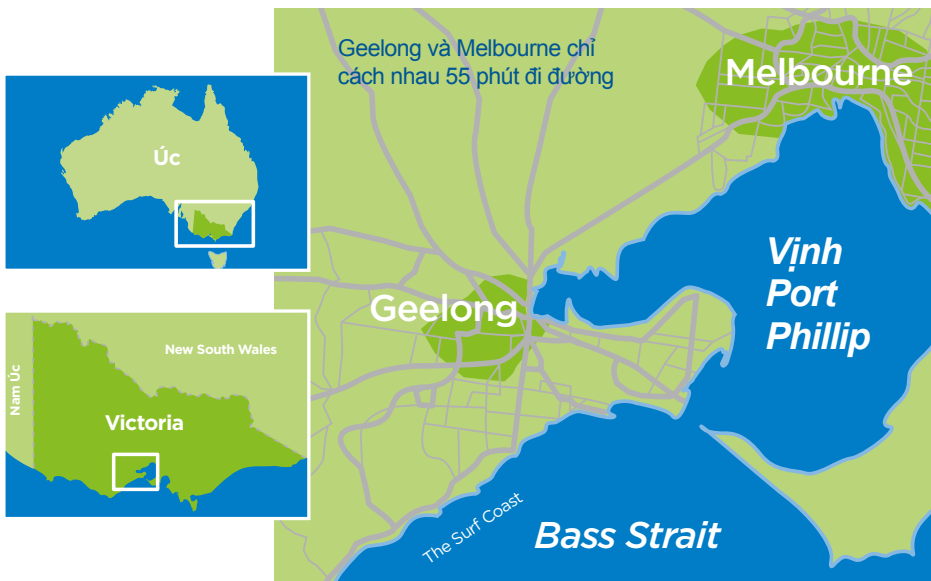 Geelong và Melbourne chỉ
cách nhau 55 phút đi đường
Melbourne
Úc
Vịnh
Port
Phillip
Geelong
New South Wales
Nam Úc
Victoria
The Surf Coast
Bass Strait